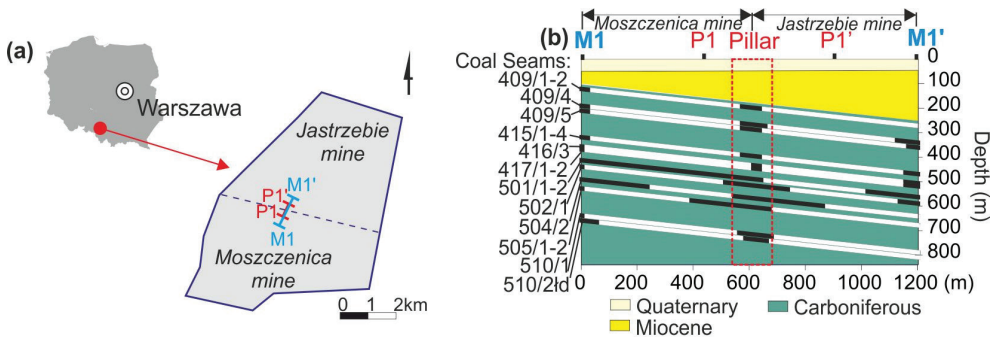 (a)
Warszawa
Jastrzebie
mine
P1'
M1'
P1
M1
Moszczenica
mine
0 1 2km
(b)
Moszczenica mine Jastrzebie mine
M1 P1 Pillar P1' M1'
Coal Seams:
409/1-2
409/4
409/5
415/1-4
416/3
417/1-2
501/1-2
502/1
504/2
505/1-2
510/1
510/2łd
0
100
200
300
400
500
600
700
800
Depth (m)
0 200 400 600 800 1000 1200 (m)
Quaternary
Carboniferous
Miocene